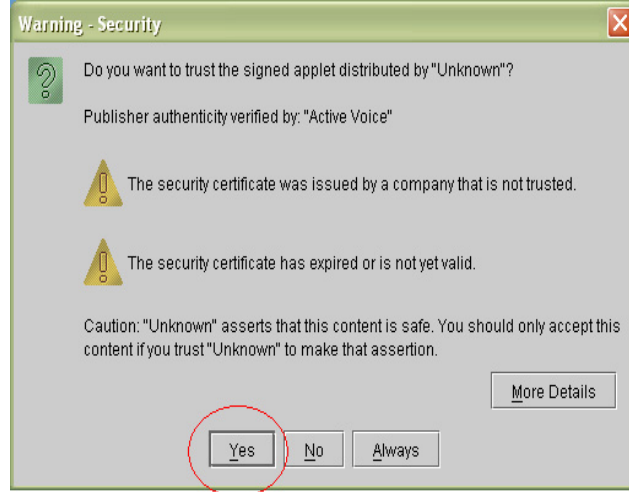 Warning - Security
Do you want to trust the signed applet distributed by "Unknown"?
Publisher authenticity verified by: "Active Voice"
The security certificate was issued by a company that is not trusted.
The security certificate has expired or is not yet valid.
Caution: "Unknown" asserts that this content is safe. You should only accept this
content if you trust "Unknown" to make that assertion.
More Details
Yes No Always